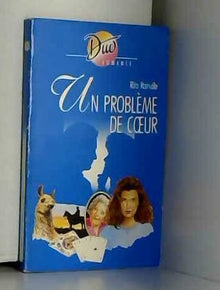 Duo
ROMANCE
Rita Rainville
UN PROBLÈME
DE CŒUR